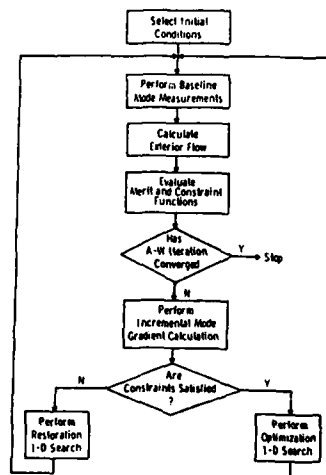 Select Initial
Conditions
Perform Baseline
Mode Measurements
Calculate
Exterior Flow
Evaluate
Merit and Constraint
Functions
Has
A-W Iteration
Converged
Y
Stop
N
Perform
Incremental Mode
Gradient Calculation
N
Are
Constraints Satisfied
?
Y
Perform
Restoration
1-D Search
Perform
Optimization
1-D Search